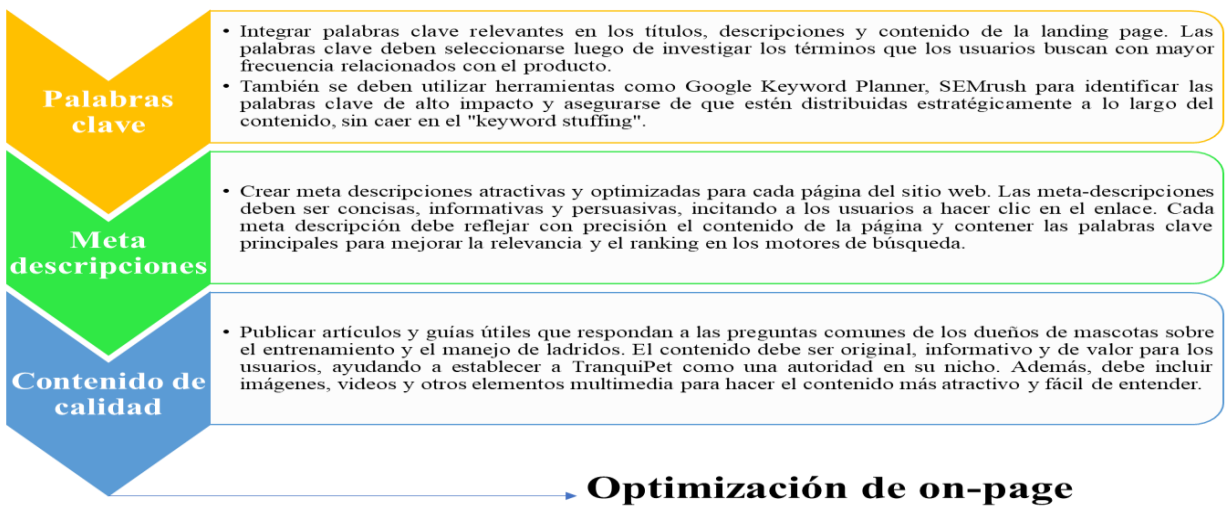 Palabras
clave
• Integrar palabras clave relevantes en los títulos, descripciones y contenido de la landing page. Las
palabras clave deben seleccionarse luego de investigar los términos que los usuarios buscan con mayor
frecuencia relacionados con el producto.
• También se deben utilizar herramientas como Google Keyword Planner, SEMrush para identificar las
palabras clave de alto impacto y asegurarse de que estén distribuidas estratégicamente a lo largo del
contenido, sin caer en el "keyword stuffing".
Meta
descripciones
• Crear meta descripciones atractivas y optimizadas para cada página del sitio web. Las meta-descripciones
deben ser concisas, informativas y persuasivas, incitando a los usuarios a hacer clic en el enlace. Cada
meta descripción debe reflejar con precisión el contenido de la página y contener las palabras clave
principales para mejorar la relevancia y el ranking en los motores de búsqueda.
Contenido de
calidad
• Publicar artículos y guías útiles que respondan a las preguntas comunes de los dueños de mascotas sobre
el entrenamiento y el manejo de ladridos. El contenido debe ser original, informativo y de valor para los
usuarios, ayudando a establecer a TranquiPet como una autoridad en su nicho. Además, debe incluir
imágenes, videos y otros elementos multimedia para hacer el contenido más atractivo y fácil de entender.
Optimización de on-page